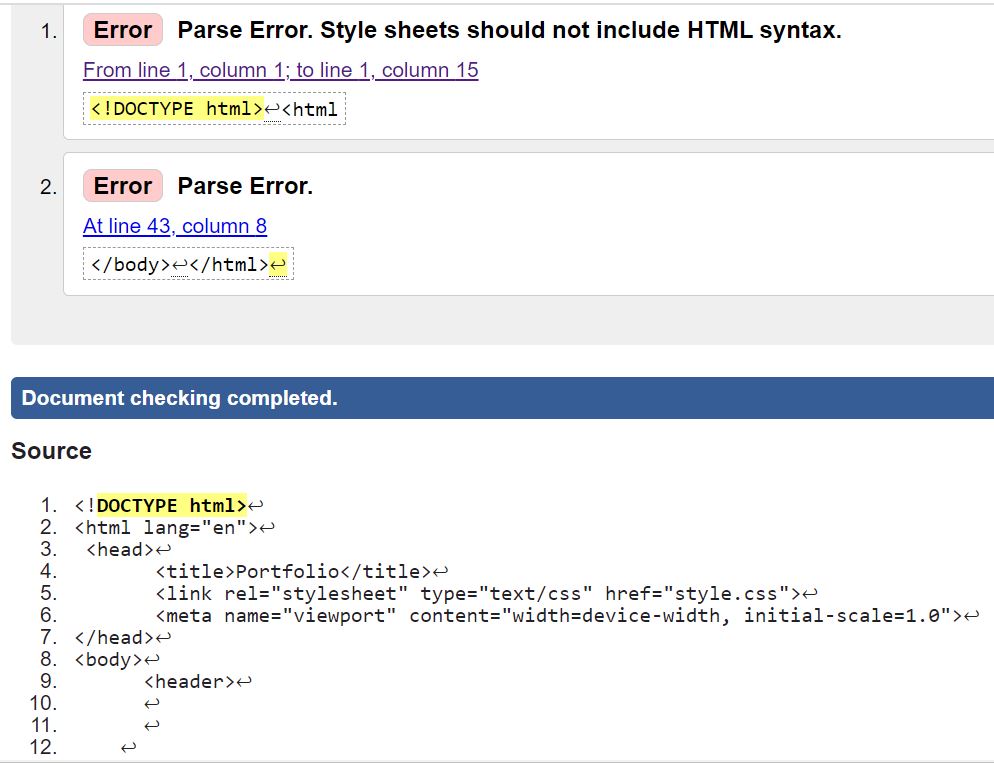 1. Error Parse Error. Style sheets should not include HTML syntax.
From line 1, column 1; to line 1, column 15
<!DOCTYPE html>↩<html
2. Error Parse Error.
At line 43, column 8
</body>↩</html>↩
Document checking completed.
Source
1. <!DOCTYPE html>↩
2. <html lang="en">↩
3. <head>↩
4. <title>Portfolio</title>↩
5. <link rel="stylesheet" type="text/css" href="style.css">↩
6. <meta name="viewport" content="width=device-width, initial-scale=1.0">↩
7. </head>↩
8. <body>↩
9. <header>↩
10. ↩
11. ↩
12. ↩